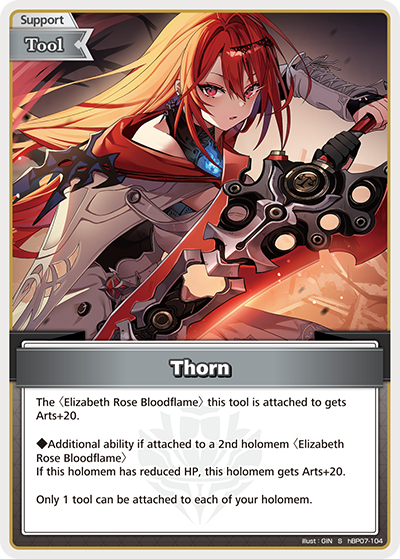 Support
Tool
Thorn
The 〈Elizabeth Rose Bloodflame〉 this tool is attached to gets
Arts+20.
◆Additional ability if attached to a 2nd holomem 〈Elizabeth
Rose Bloodflame〉
If this holomem has reduced HP, this holomem gets Arts+20.
Only 1 tool can be attached to each of your holomem.
illust : GIN S hBP07-104